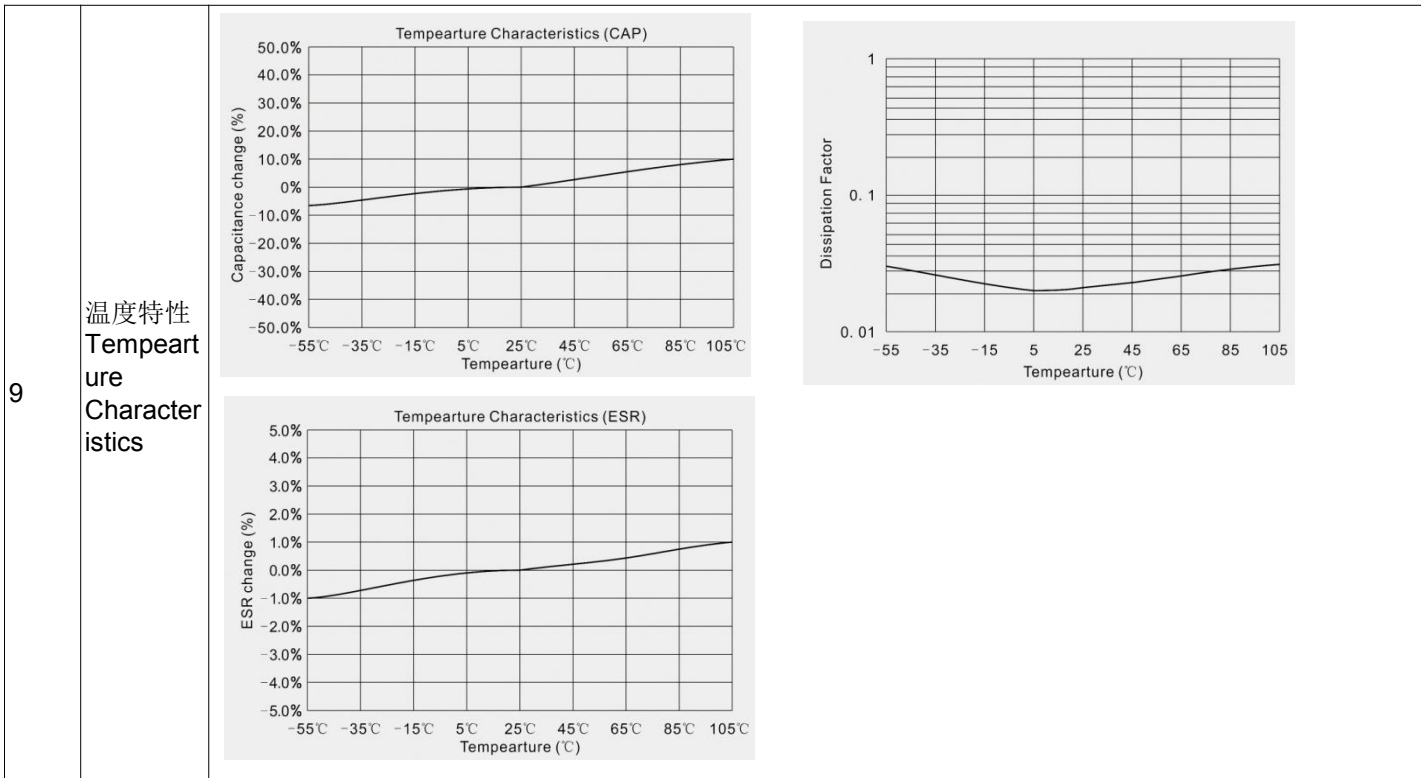 9
温度特性
Tempeart
ure
Character
istics
Tempearture Characteristics (CAP)
Capacitance change (%)
50.0%
40.0%
30.0%
20.0%
10.0%
0%
-10.0%
-20.0%
-30.0%
-40.0%
-50.0%
-55℃ -35℃ -15℃ 5℃ 25℃ 45℃ 65℃ 85℃ 105℃
Tempearture (℃)
Dissipation Factor
1
0.1
0.01
-55 -35 -15 5 25 45 65 85 105
Tempearture (℃)
Tempearture Characteristics (ESR)
ESR change (%)
5.0%
4.0%
3.0%
2.0%
1.0%
0.0%
-1.0%
-2.0%
-3.0%
-4.0%
-5.0%
-55℃ -35℃ -15℃ 5℃ 25℃ 45℃ 65℃ 85℃ 105℃
Tempearture (℃)